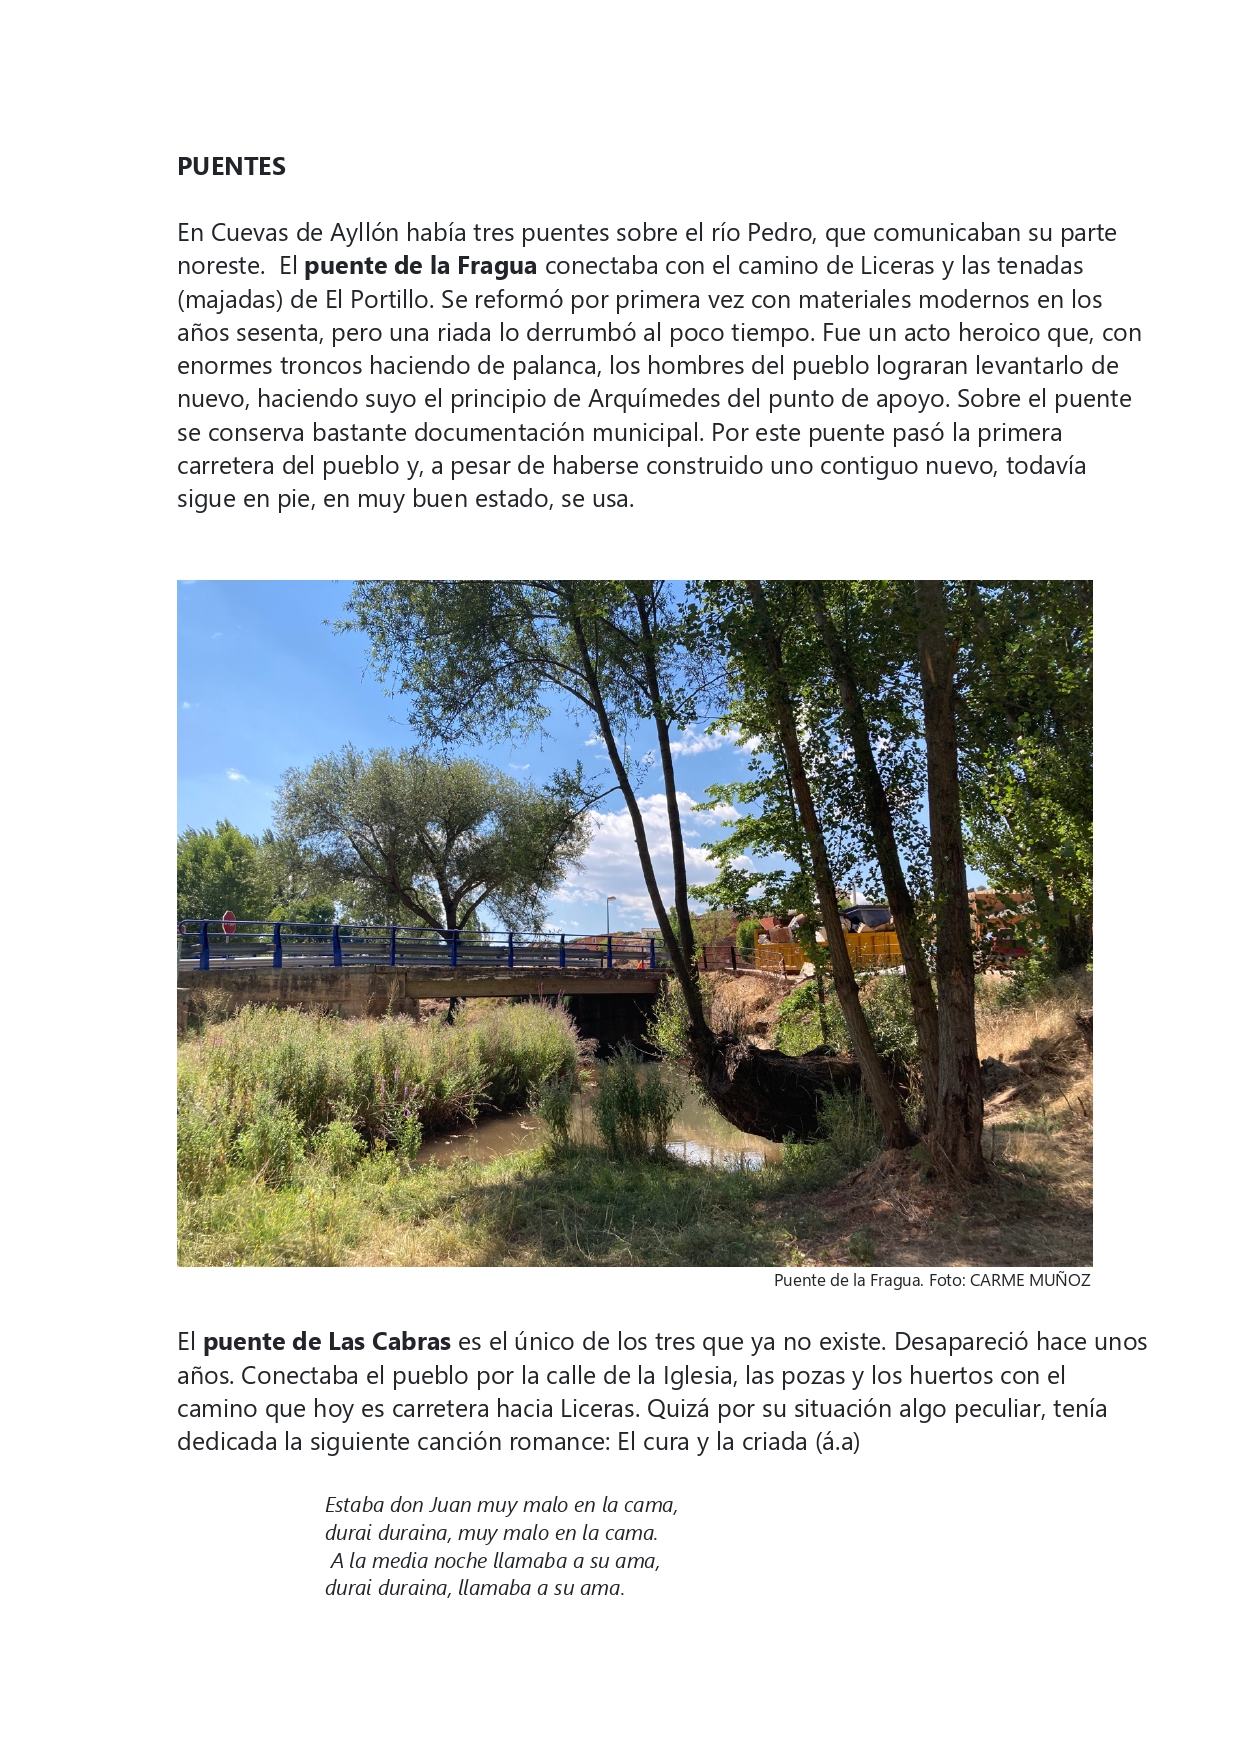 PUENTES
En Cuevas de Ayllón había tres puentes sobre el río Pedro, que comunicaban su parte
noreste.  El puente de la Fragua conectaba con el camino de Liceras y las tenadas
(majadas) de El Portillo. Se reformó por primera vez con materiales modernos en los
años sesenta, pero una riada lo derrumbó al poco tiempo. Fue un acto heroico que, con
enormes troncos haciendo de palanca, los hombres del pueblo lograran levantarlo de
nuevo, haciendo suyo el principio de Arquímedes del punto de apoyo. Sobre el puente
se conserva bastante documentación municipal. Por este puente pasó la primera
carretera del pueblo y, a pesar de haberse construido uno contiguo nuevo, todavía
sigue en pie, en muy buen estado, se usa.
Puente de la Fragua. Foto: CARME MUÑOZ
El puente de Las Cabras es el único de los tres que ya no existe. Desapareció hace unos
años. Conectaba el pueblo por la calle de la Iglesia, las pozas y los huertos con el
camino que hoy es carretera hacia Liceras. Quizá por su situación algo peculiar, tenía
dedicada la siguiente canción romance: El cura y la criada (á.a)
Estaba don Juan muy malo en la cama,
durai duraina, muy malo en la cama.
A la media noche llamaba a su ama,
durai duraina, llamaba a su ama.